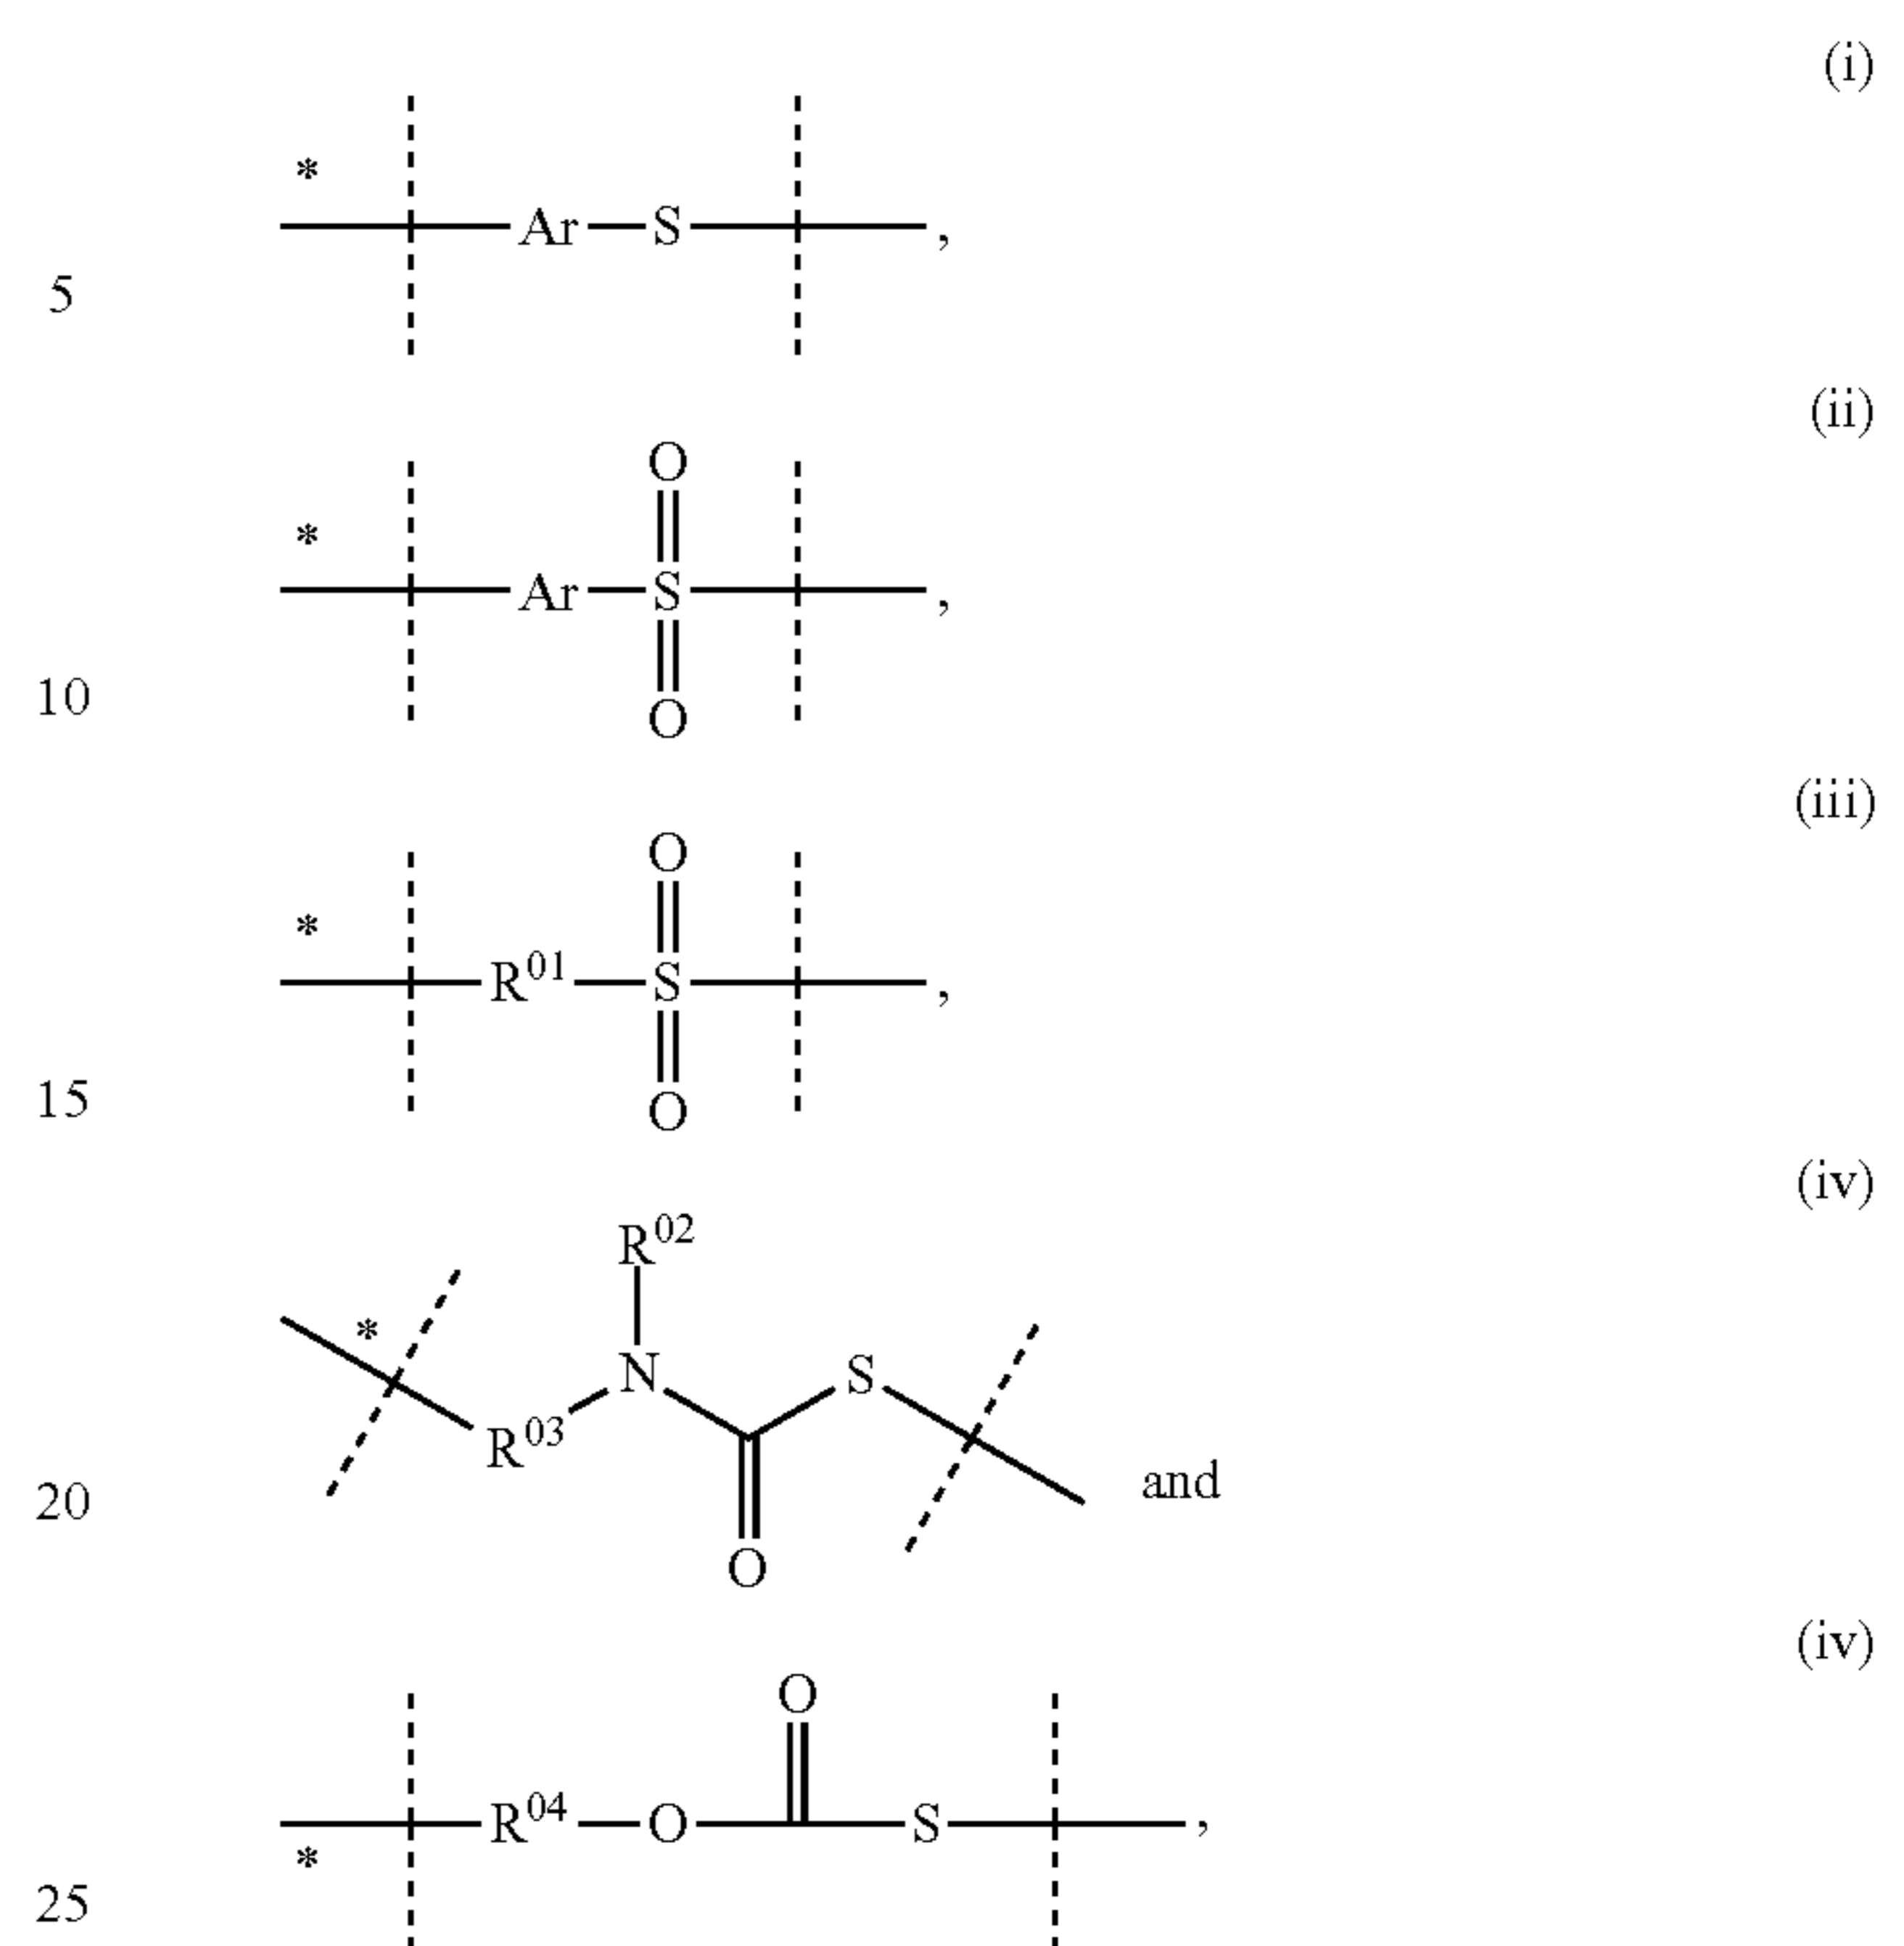 (i)
*
Ar S ,
5
(ii)
O
*
Ar S ,
10
O
(iii)
O
*
R01 S ,
15
O
(iv)
R02
*
N S
R03
and
20
O
(iv)
O
R04 O S ,
*
25